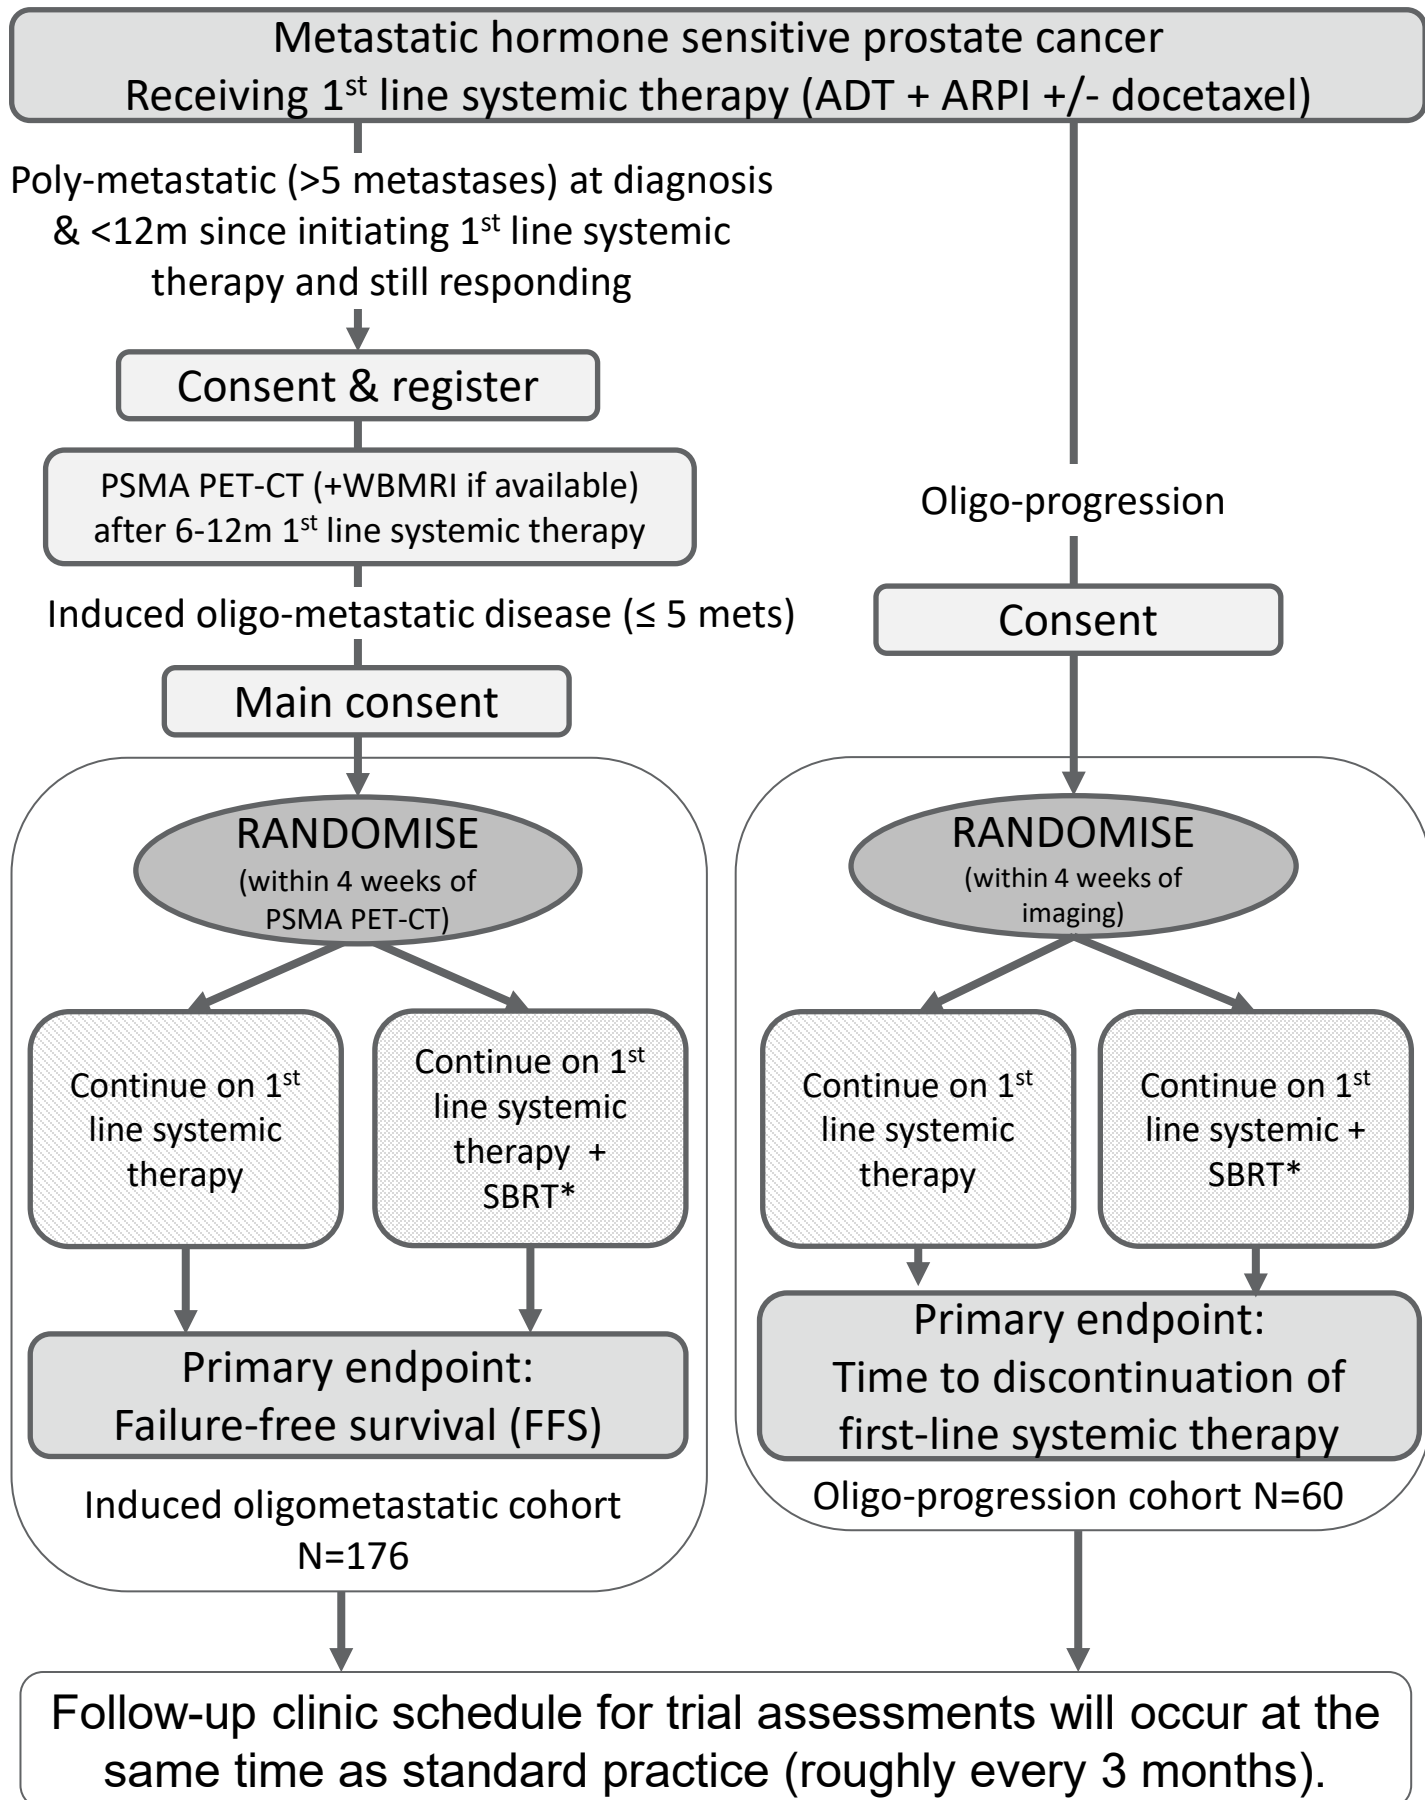 Metastatic hormone sensitive prostate cancer
Receiving 1st line systemic therapy (ADT + ARPI +/- docetaxel)
Poly-metastatic (>5 metastases) at diagnosis
& <12m since initiating 1st line systemic
therapy and still responding
Consent & register
PSMA PET-CT (+WBMRI if available)
after 6-12m 1st line systemic therapy
Induced oligo-metastatic disease (≤ 5 mets)
Main consent
RANDOMISE
(within 4 weeks of
PSMA PET-CT)
Continue on 1st
line systemic
therapy
Continue on 1st
line systemic
therapy +
SBRT*
Primary endpoint:
Failure-free survival (FFS)
Induced oligometastatic cohort
N=176
Oligo-progression
Consent
RANDOMISE
(within 4 weeks of
imaging)
Continue on 1st
line systemic
therapy
Continue on 1st
line systemic +
SBRT*
Primary endpoint:
Time to discontinuation of
first-line systemic therapy
Oligo-progression cohort N=60
Follow-up clinic schedule for trial assessments will occur at the
same time as standard practice (roughly every 3 months).